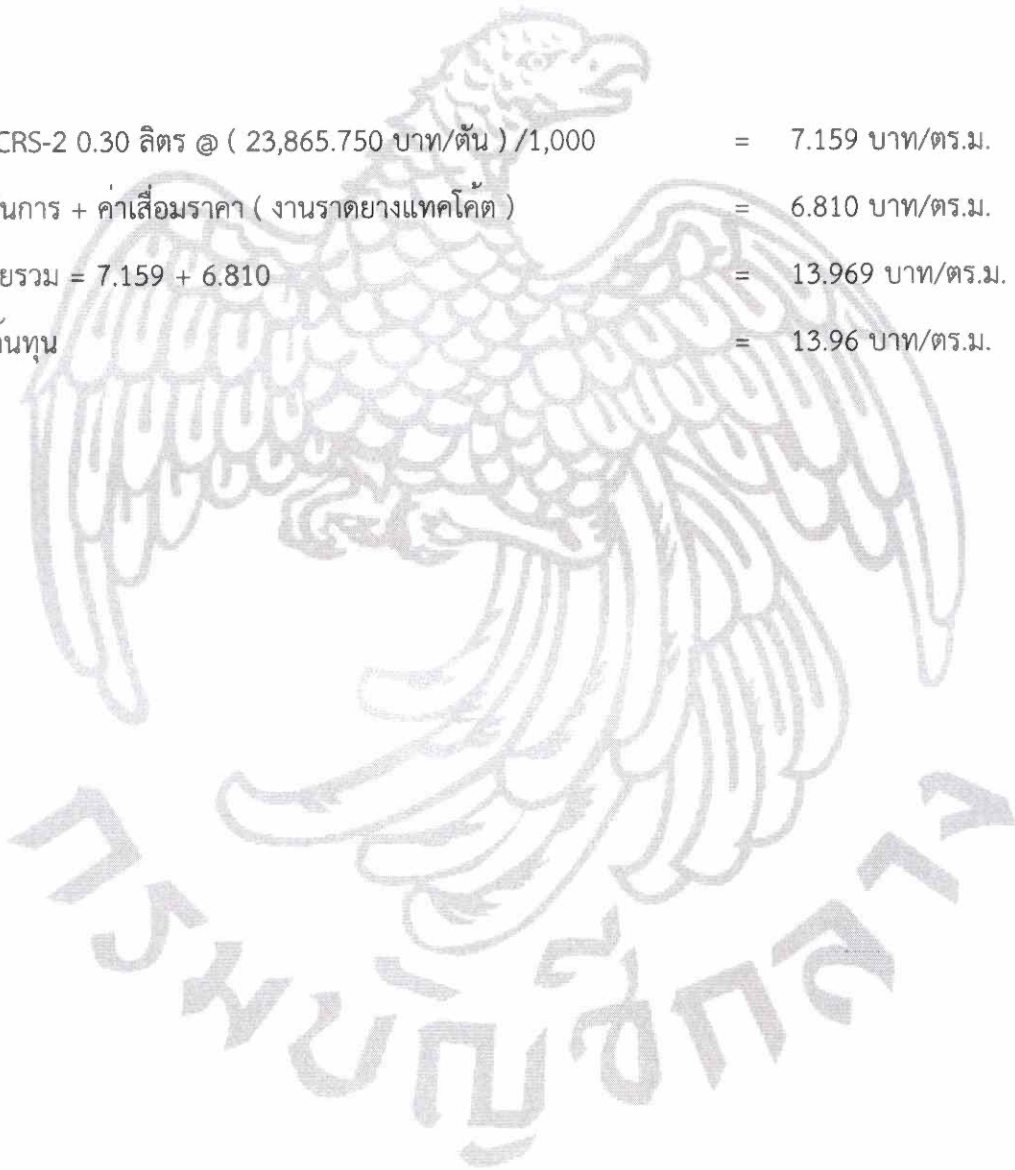 CRS-2 0.30 ลิตร @ ( 23,865.750 บาท/ตัน ) /1,000 = 7.159 บาท/ตร.ม.
นการ + ค่าเสื่อมราคา ( งานราดยางแทคโค้ต ) = 6.810 บาท/ตร.ม.
ยรวม = 7.159 + 6.810 = 13.969 บาท/ตร.ม.
้นทุน = 13.96 บาท/ตร.ม.
กรมบัญชีกลาง